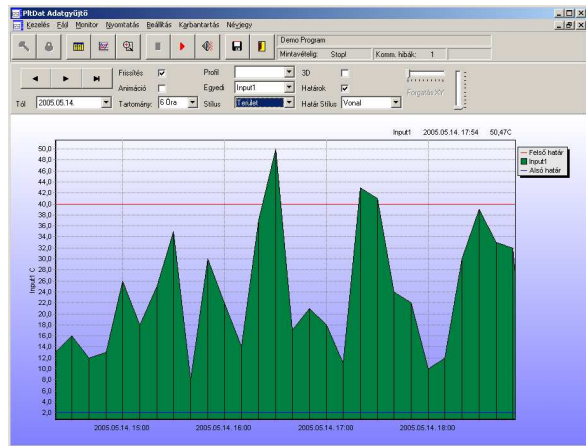 PltDat Adatgyűjtő
Kezelés Fájl Monitor Nyomtatás Beállítás Karbantartás Névjegy
Demo Program
Mintavételig: Stop! Komm. hibák: 1
Frissítés Profil 3D
Animáció Egyedi Input1 Határok
Forgatás XY
Tól 2005.05.14. Tartomány: 6 Óra Stílus Terület Határ Stílus Vonal
Input1 2005.05.14. 17:54 50,47C
Felső határ
Input1
Alsó határ
50,0
48,0
46,0
44,0
42,0
40,0
38,0
36,0
34,0
32,0
30,0
28,0
26,0
24,0
22,0
20,0
18,0
16,0
14,0
12,0
10,0
8,0
6,0
4,0
2,0
Input1 C
2005.05.14. 15:00 2005.05.14. 16:00 2005.05.14. 17:00 2005.05.14. 18:00